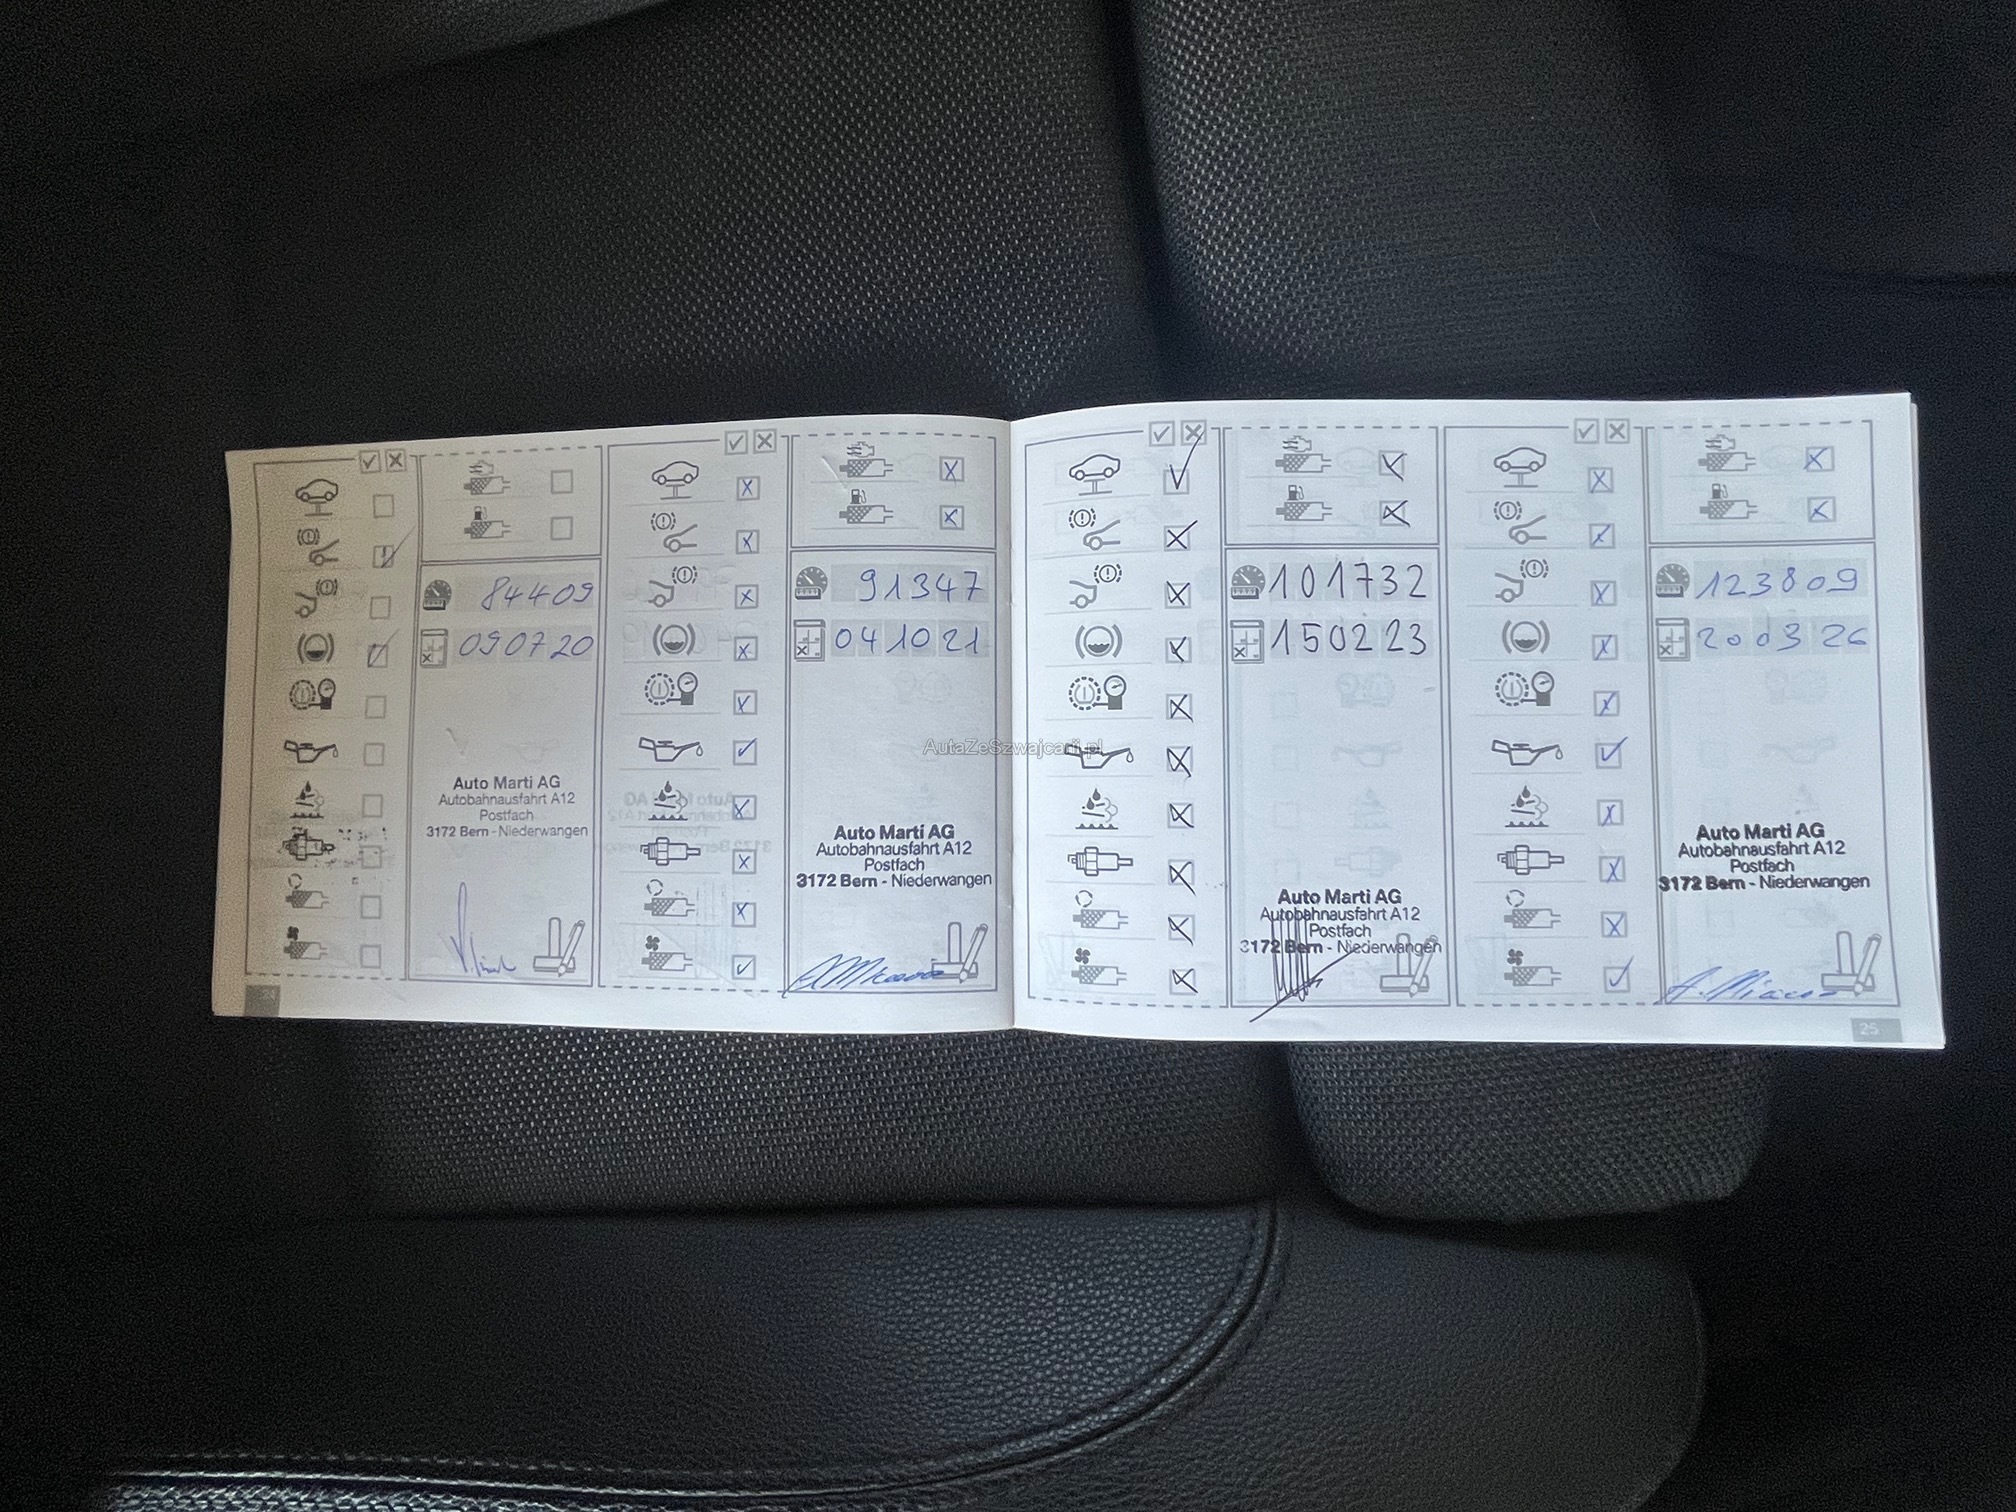 84409
090720
Auto Marti AG
Autobahnausfahrt A12
Postfach
3172 Bern - Niederwangen
91347
041021
Auto Marti AG
Autobahnausfahrt A12
Postfach
3172 Bern - Niederwangen
AutaZeSzwajcarii.pl
101732
150223
Auto Marti AG
Autobahnausfahrt A12
Postfach
3172 Bern - Niederwangen
123809
200326
Auto Marti AG
Autobahnausfahrt A12
Postfach
3172 Bern - Niederwangen
25